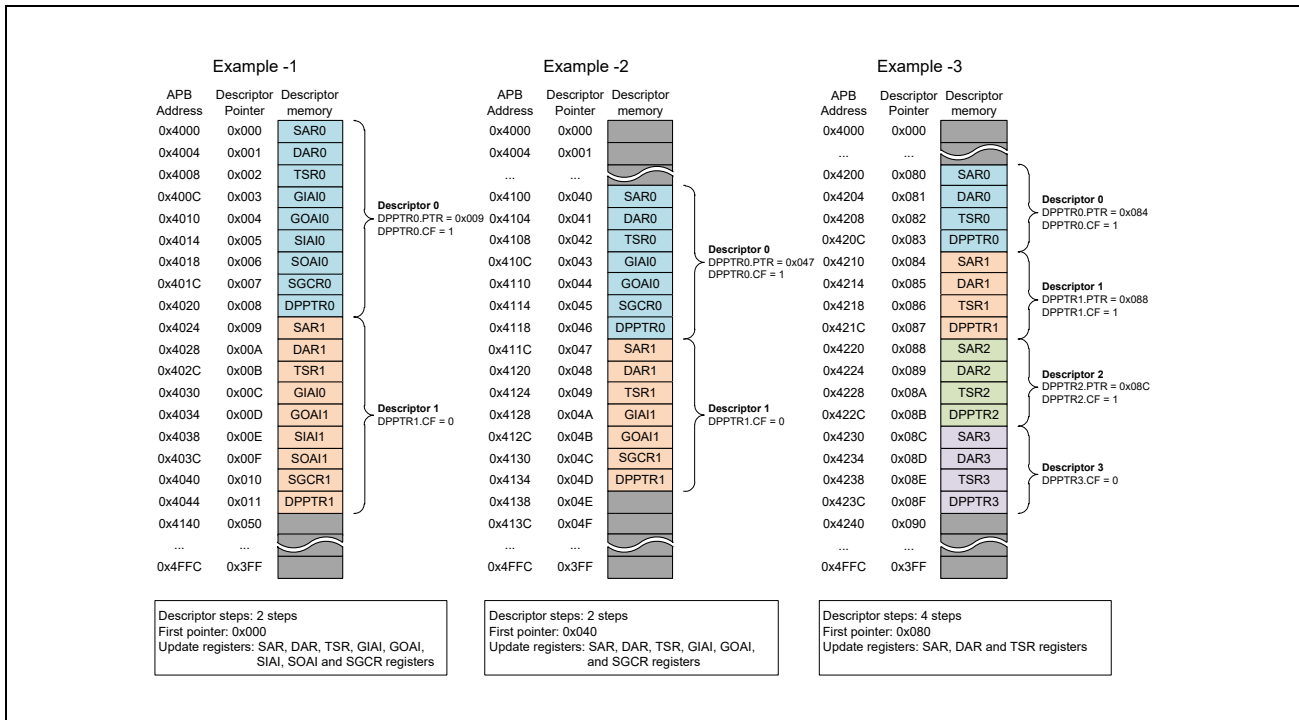 Example -1
APB Address Descriptor Pointer Descriptor memory
0x4000 0x000 SAR0
0x4004 0x001 DAR0
0x4008 0x002 TSR0
0x400C 0x003 GIAI0
0x4010 0x004 GOAI0
0x4014 0x005 SIAI0
0x4018 0x006 SOAI0
0x401C 0x007 SGCR0
0x4020 0x008 DPPTR0
0x4024 0x009 SAR1
0x4028 0x00A DAR1
0x402C 0x00B TSR1
0x4030 0x00C GIAI0
0x4034 0x00D GOAI1
0x4038 0x00E SIAI1
0x403C 0x00F SOAI1
0x4040 0x010 SGCR1
0x4044 0x011 DPPTR1
0x4140 0x050
... ...
0x4FFC 0x3FF
Descriptor 0
DPPTR0.PTR = 0x009
DPPTR0.CF = 1
Descriptor 1
DPPTR1.CF = 0
Descriptor steps: 2 steps
First pointer: 0x000
Update registers: SAR, DAR, TSR, GIAI, GOAI,
SIAI, SOAI and SGCR registers
Example -2
APB Address Descriptor Pointer Descriptor memory
0x4000 0x000
0x4004 0x001
... ...
0x4100 0x040 SAR0
0x4104 0x041 DAR0
0x4108 0x042 TSR0
0x410C 0x043 GIAI0
0x4110 0x044 GOAI0
0x4114 0x045 SGCR0
0x4118 0x046 DPPTR0
0x411C 0x047 SAR1
0x4120 0x048 DAR1
0x4124 0x049 TSR1
0x4128 0x04A GIAI1
0x412C 0x04B GOAI1
0x4130 0x04C SGCR1
0x4134 0x04D DPPTR1
0x4138 0x04E
0x413C 0x04F
... ...
0x4FFC 0x3FF
Descriptor 0
DPPTR0.PTR = 0x047
DPPTR0.CF = 1
Descriptor 1
DPPTR1.CF = 0
Descriptor steps: 2 steps
First pointer: 0x040
Update registers: SAR, DAR, TSR, GIAI, GOAI,
and SGCR registers
Example -3
APB Address Descriptor Pointer Descriptor memory
0x4000 0x000
... ...
0x4200 0x080 SAR0
0x4204 0x081 DAR0
0x4208 0x082 TSR0
0x420C 0x083 DPPTR0
0x4210 0x084 SAR1
0x4214 0x085 DAR1
0x4218 0x086 TSR1
0x421C 0x087 DPPTR1
0x4220 0x088 SAR2
0x4224 0x089 DAR2
0x4228 0x08A TSR2
0x422C 0x08B DPPTR2
0x4230 0x08C SAR3
0x4234 0x08D DAR3
0x4238 0x08E TSR3
0x423C 0x08F DPPTR3
0x4240 0x090
... ...
0x4FFC 0x3FF
Descriptor 0
DPPTR0.PTR = 0x084
DPPTR0.CF = 1
Descriptor 1
DPPTR1.PTR = 0x088
DPPTR1.CF = 1
Descriptor 2
DPPTR2.PTR = 0x08C
DPPTR2.CF = 1
Descriptor 3
DPPTR3.CF = 0
Descriptor steps: 4 steps
First pointer: 0x080
Update registers: SAR, DAR and TSR registers